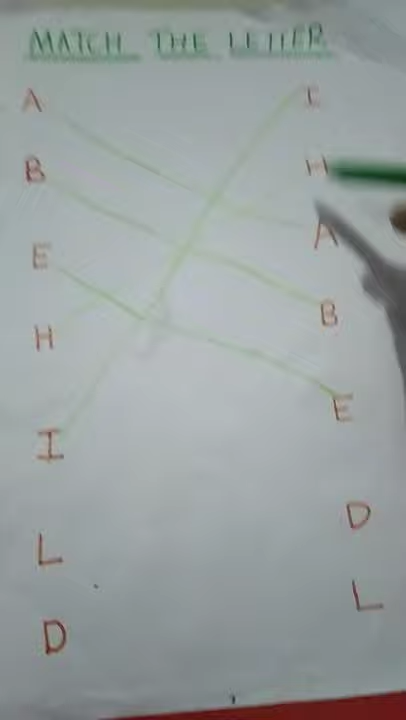 MATCH THE LETTER
A I
B H
E A
H B
I E
L D
D L